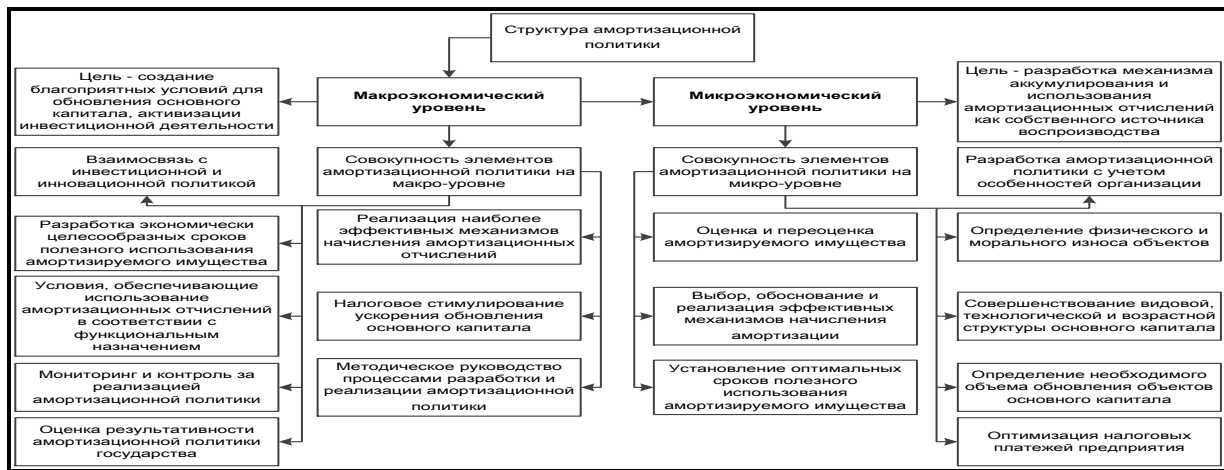 Структура амортизационной
политики
Цель - создание
благоприятных условий для
обновления основного
капитала, активизации
инвестиционной деятельности
Макроэкономический
уровень
Микроэкономический
уровень
Цель - разработка механизма
аккумулирования и
использования
амортизационных отчислений
как собственного источника
воспроизводства
Взаимосвязь с
инвестиционной и
инновационной политикой
Совокупность элементов
амортизационной политики на
макро-уровне
Совокупность элементов
амортизационной политики на
микро-уровне
Разработка амортизационной
политики с учетом
особенностей организации
Разработка экономически
целесообразных сроков
полезного использования
амортизируемого имущества
Реализация наиболее
эффективных механизмов
начисления амортизационных
отчислений
Оценка и переоценка
амортизируемого имущества
Определение физического и
морального износа объектов
Условия, обеспечивающие
использование
амортизационных отчислений
в соответствии с
функциональным
назначением
Налоговое стимулирование
ускорения обновления
основного капитала
Выбор, обоснование и
реализация эффективных
механизмов начисления
амортизации
Совершенствование видовой,
технологической и возрастной
структуры основного капитала
Мониторинг и контроль за
реализацией
амортизационной политики
Методическое руководство
процессами разработки и
реализации амортизационной
политики
Установление оптимальных
сроков полезного
использования
амортизируемого имущества
Определение необходимого
объема обновления объектов
основного капитала
Оценка результативности
амортизационной политики
государства
Оптимизация налоговых
платежей предприятия